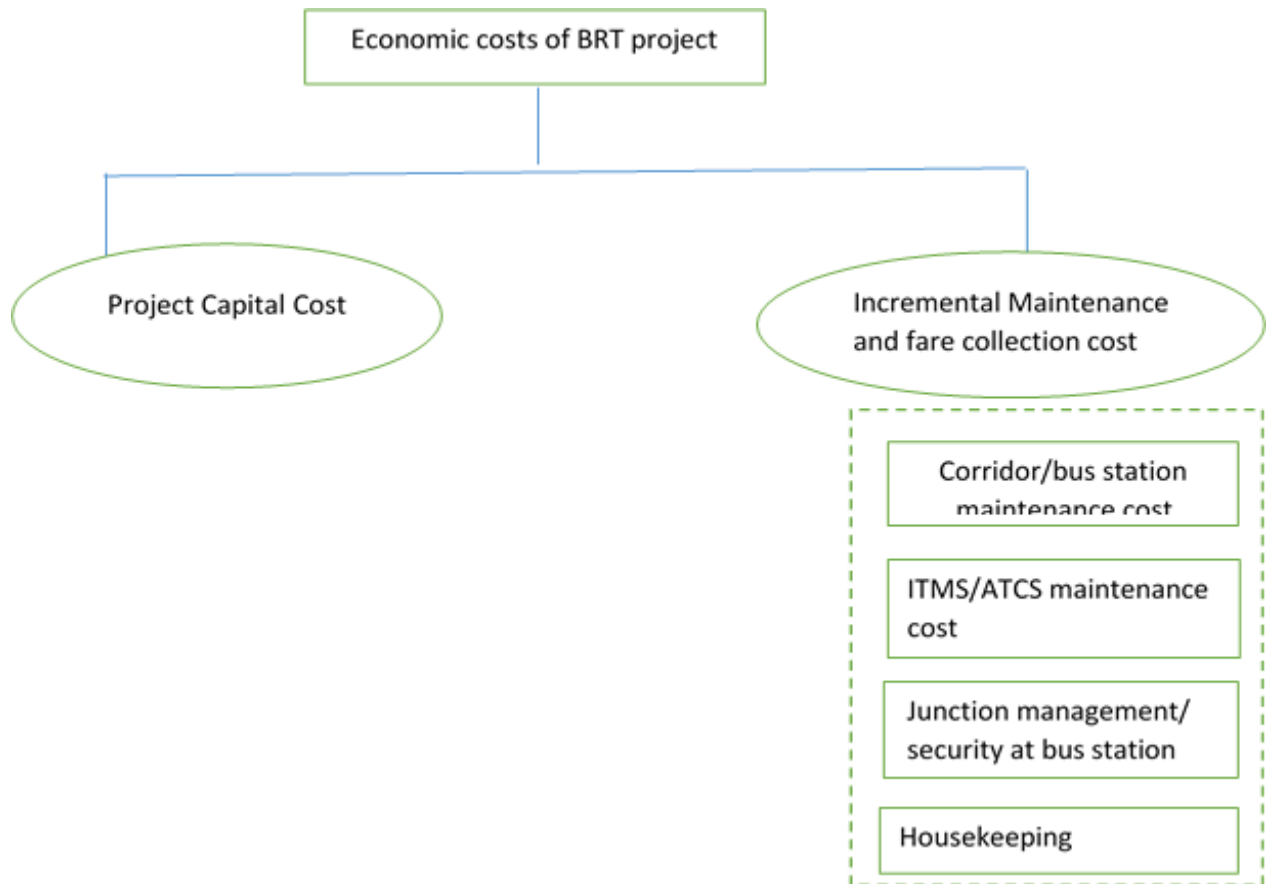 Economic costs of BRT project
Project Capital Cost
Incremental Maintenance
and fare collection cost
Corridor/bus station
maintenance cost
ITMS/ATCS maintenance
cost
Junction management/
security at bus station
Housekeeping